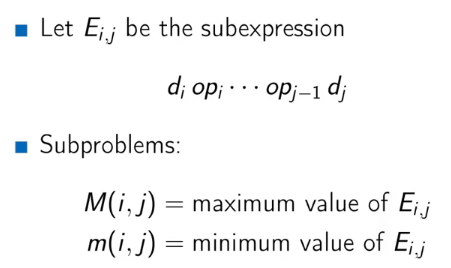 Let E_{i,j} be the subexpression
d_i op_i ⋯ op_{j−1} d_j
Subproblems:
M(i, j) = maximum value of E_{i,j}
m(i, j) = minimum value of E_{i,j}